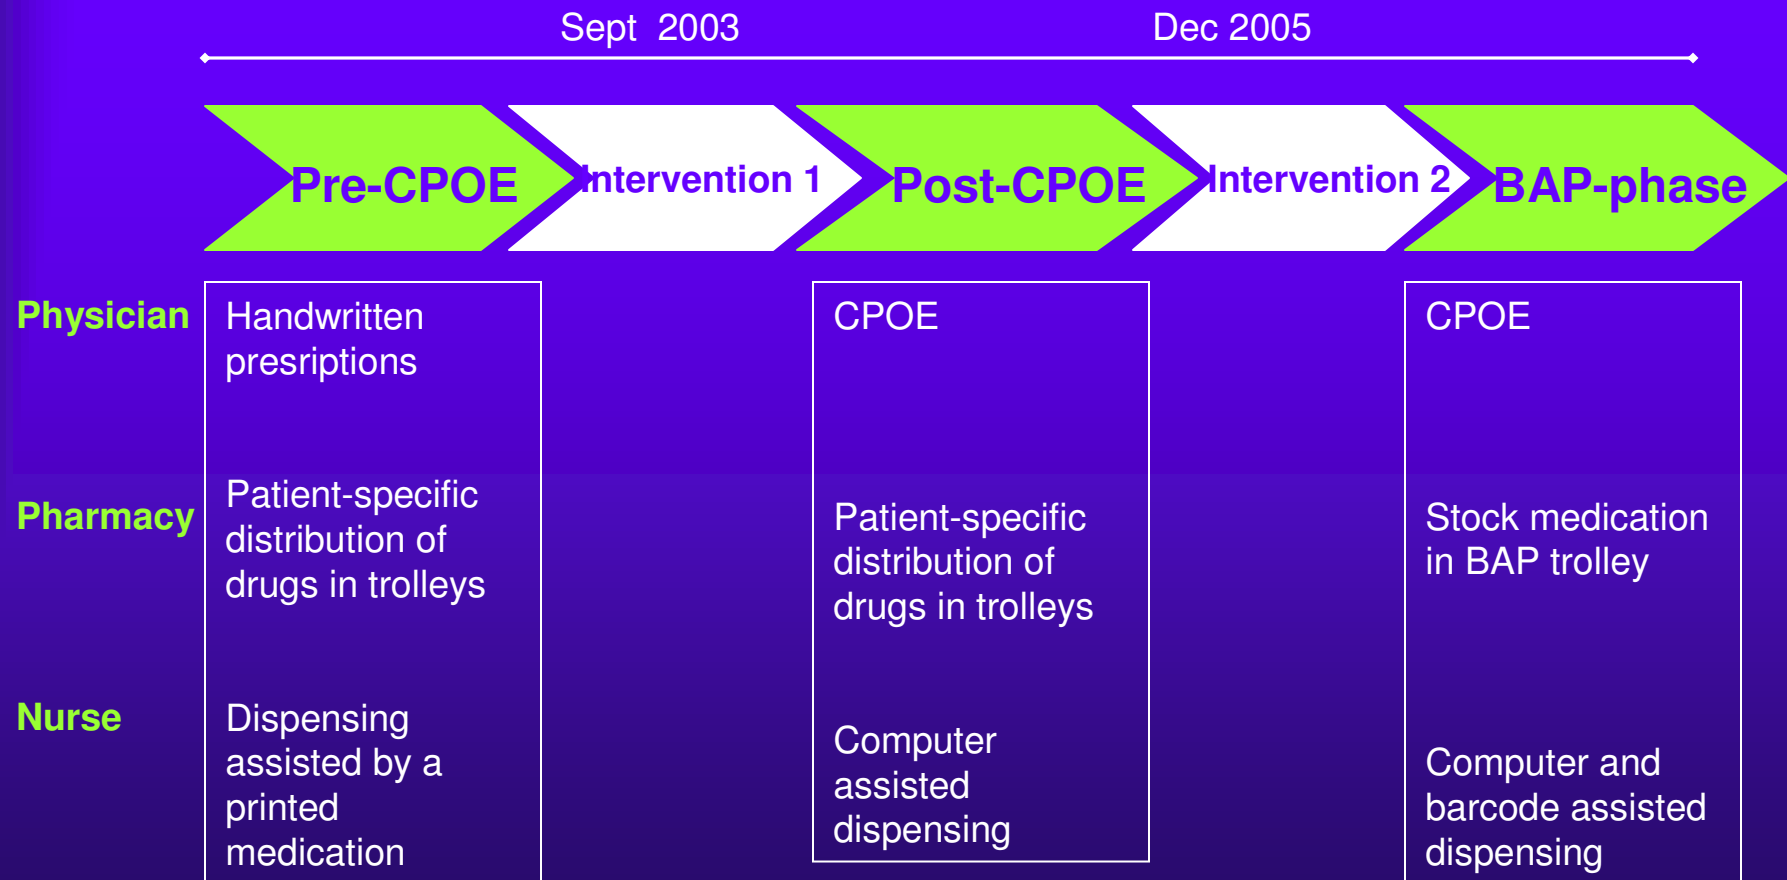 Sept 2003
Dec 2005
Pre-CPOE
Intervention 1
Post-CPOE
Intervention 2
BAP-phase
Physician
Handwritten
presriptions
CPOE
CPOE
Pharmacy
Patient-specific
distribution of
drugs in trolleys
Patient-specific
distribution of
drugs in trolleys
Stock medication
in BAP trolley
Nurse
Dispensing
assisted by a
printed
medication
Computer
assisted
dispensing
Computer and
barcode assisted
dispensing